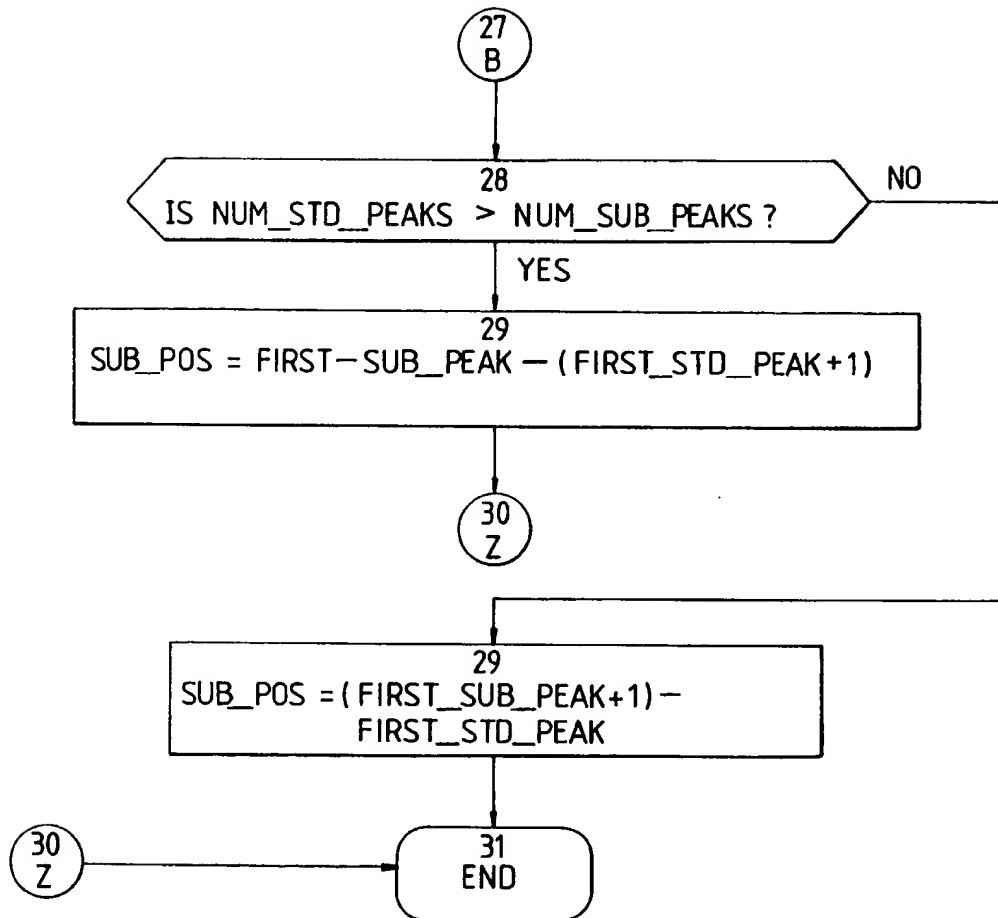 27
B
28
IS NUM_STD_PEAKS > NUM_SUB_PEAKS ?
NO
YES
29
SUB_POS = FIRST-SUB_PEAK - (FIRST_STD_PEAK+1)
30
Z
29
SUB_POS = (FIRST_SUB_PEAK+1)-
FIRST_STD_PEAK
30
Z
31
END